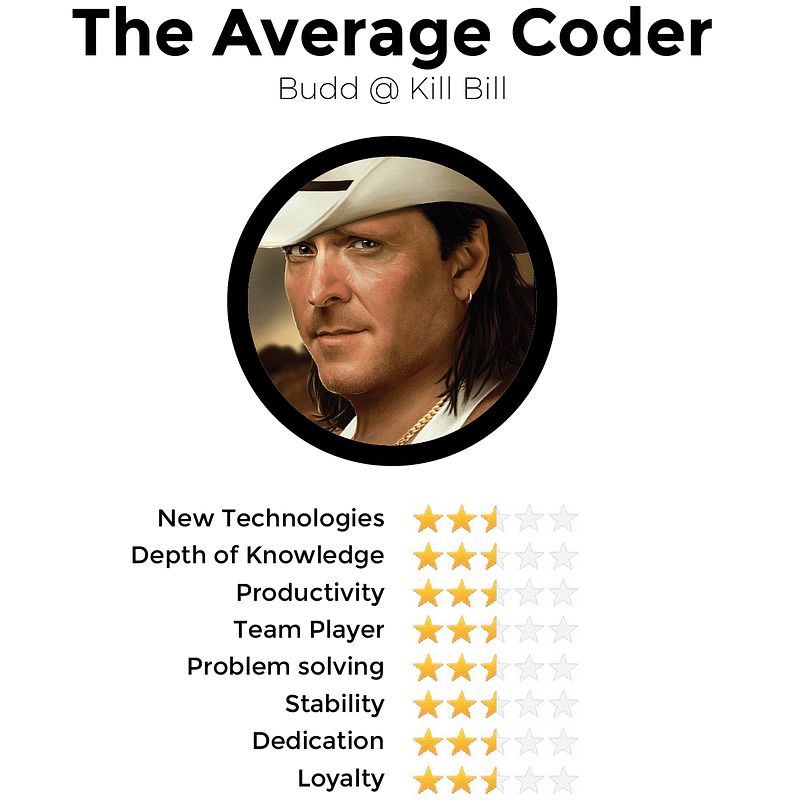 The Average Coder
Budd @ Kill Bill
New Technologies
Depth of Knowledge
Productivity
Team Player
Problem solving
Stability
Dedication
Loyalty